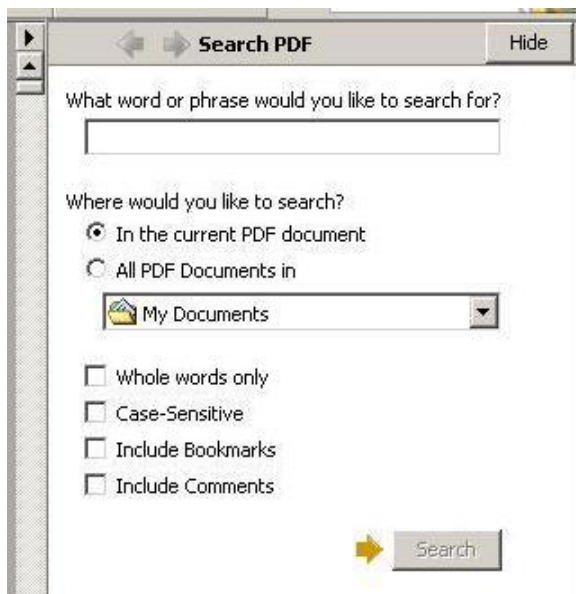 Search PDF
Hide
What word or phrase would you like to search for?
Where would you like to search?
In the current PDF document
All PDF Documents in
My Documents
Whole words only
Case-Sensitive
Include Bookmarks
Include Comments
Search